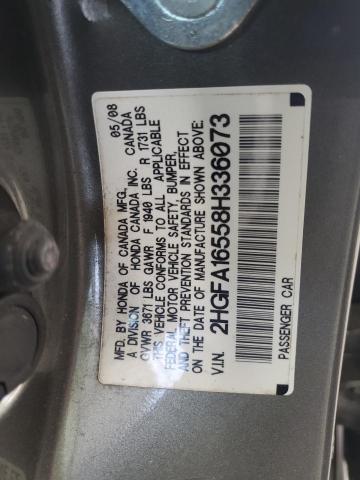 MFD. BY HONDA OF CANADA MFG. 05/08
A DIVISION OF HONDA CANADA INC. CANADA
GVWR 3671 LBS GAWR F 1940 LBS R 1731 LBS
THIS VEHICLE CONFORMS TO ALL APPLICABLE
FEDERAL MOTOR VEHICLE SAFETY, BUMPER,
AND THEFT PREVENTION STANDARDS IN EFFECT
ON THE DATE OF MANUFACTURE SHOWN ABOVE.
V.I.N. 2HGFA16558H336073
PASSENGER CAR